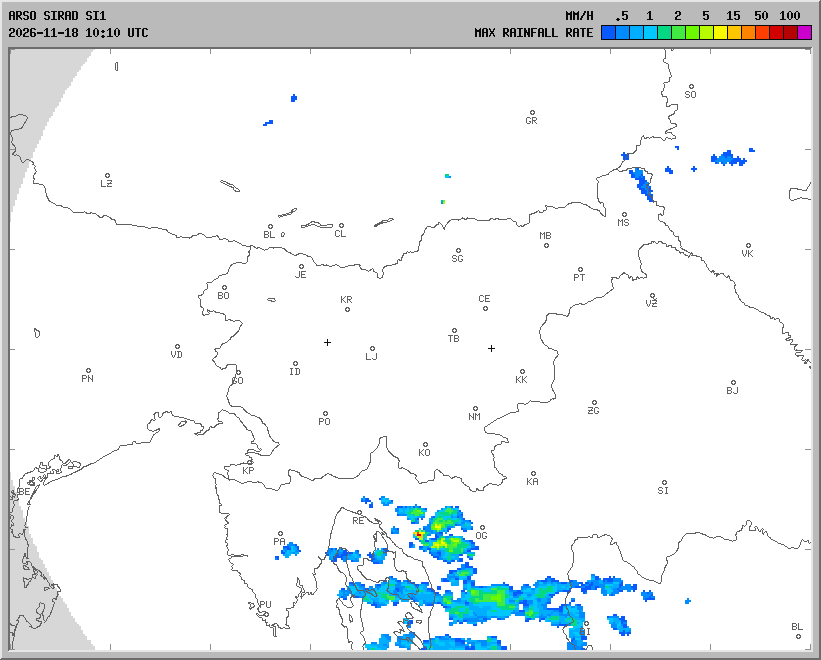 ARSO SIRAD SI1
2026-11-18 10:10 UTC
MM/H .5 1 2 5 15 50 100
MAX RAINFALL RATE
SO
GR
LZ
MS
BL
CL
MB
VK
SG
JE
PT
BO
KR
CE
VZ
TB
VD
LJ
PN
GO
ID
KK
BJ
NM
ZG
PO
KO
KP
KA
BE
SI
RE
PA
OG
PU
BI
BL